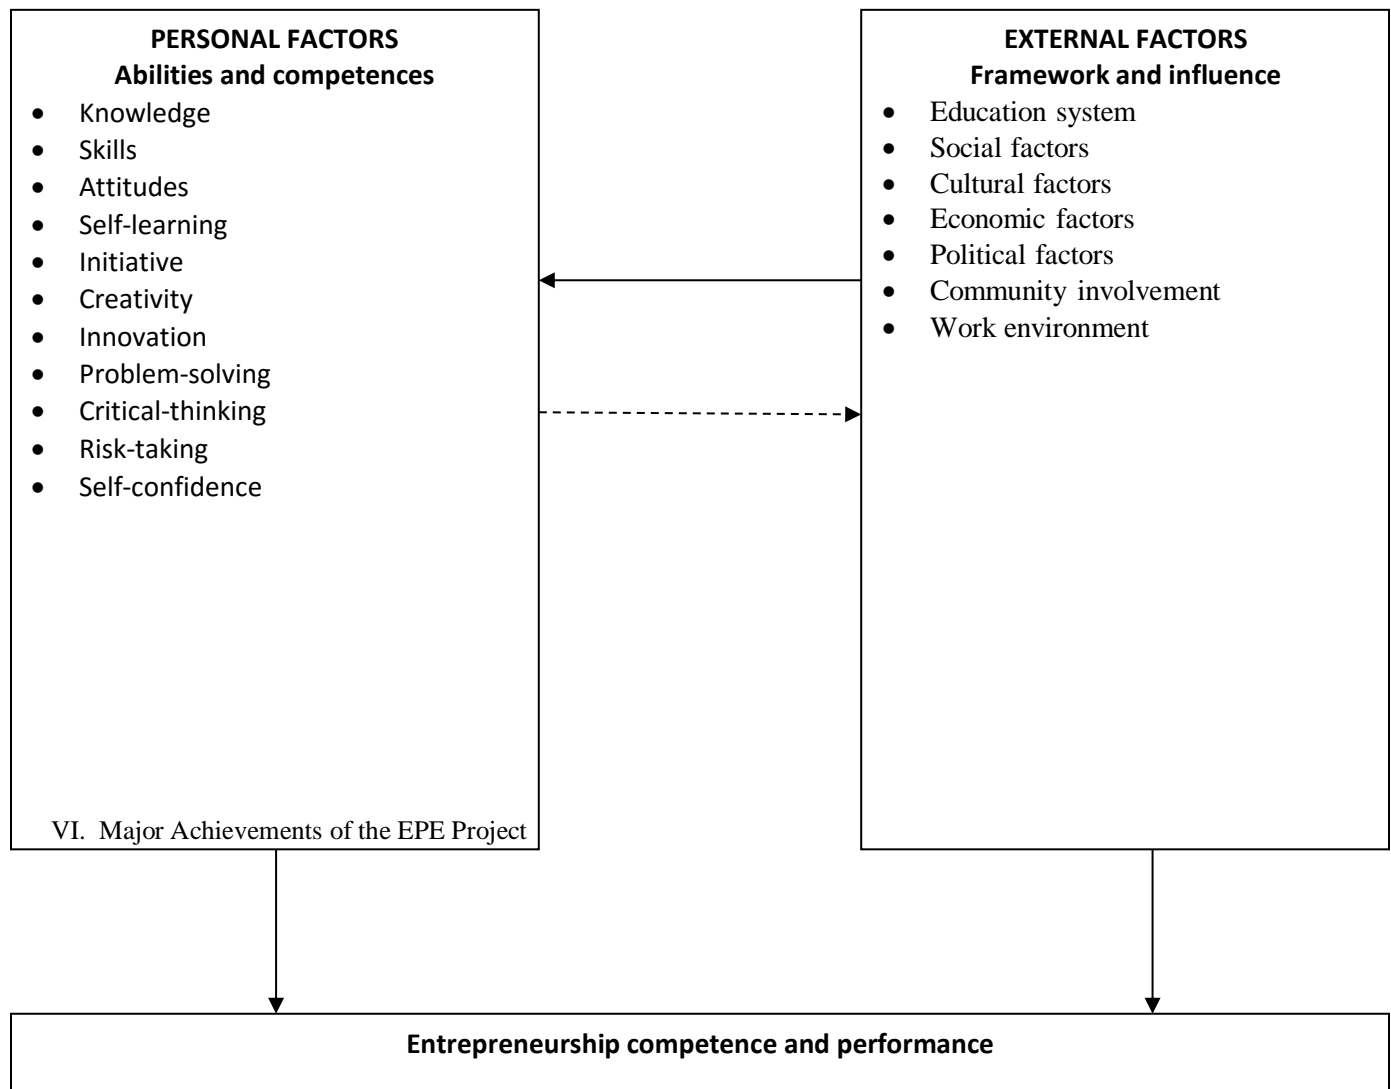 PERSONAL FACTORS
Abilities and competences
• Knowledge
• Skills
• Attitudes
• Self-learning
• Initiative
• Creativity
• Innovation
• Problem-solving
• Critical-thinking
• Risk-taking
• Self-confidence
VI. Major Achievements of the EPE Project
EXTERNAL FACTORS
Framework and influence
• Education system
• Social factors
• Cultural factors
• Economic factors
• Political factors
• Community involvement
• Work environment
Entrepreneurship competence and performance